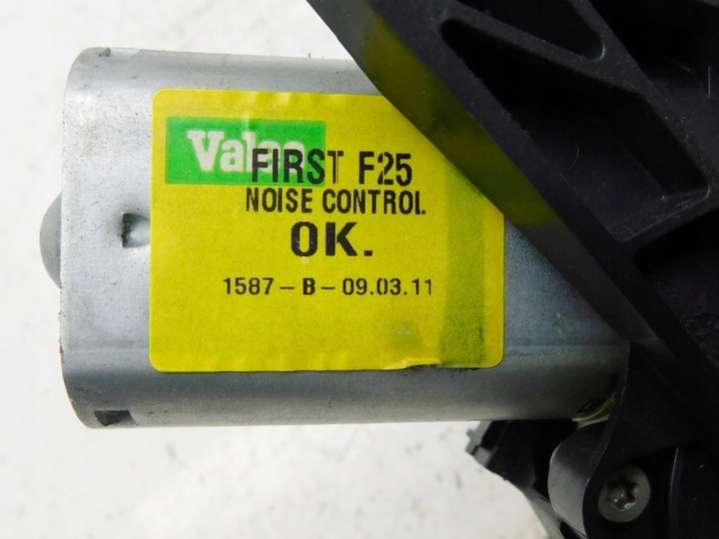 Valeo
FIRST F25
NOISE CONTROL
OK.
1587-B-09.03.11